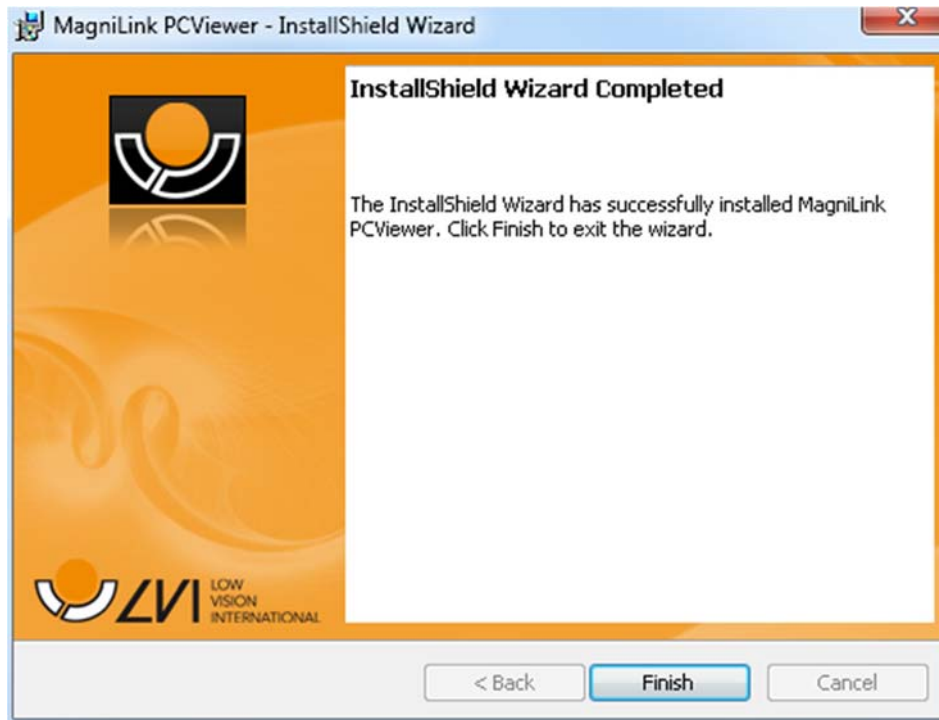 MagniLink PCViewer - InstallShield Wizard
InstallShield Wizard Completed
The InstallShield Wizard has successfully installed MagniLink
PCViewer. Click Finish to exit the wizard.
LVI
LOW
VISION
INTERNATIONAL
< Back
Finish
Cancel